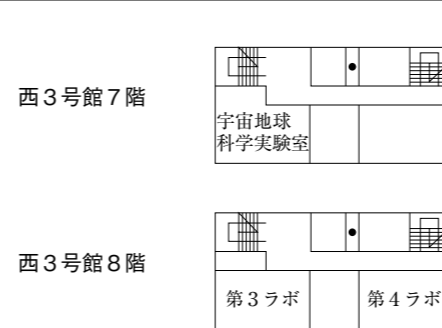 西３号館７階
宇宙地球
科学実験室
西３号館８階
第３ラボ
第４ラボ